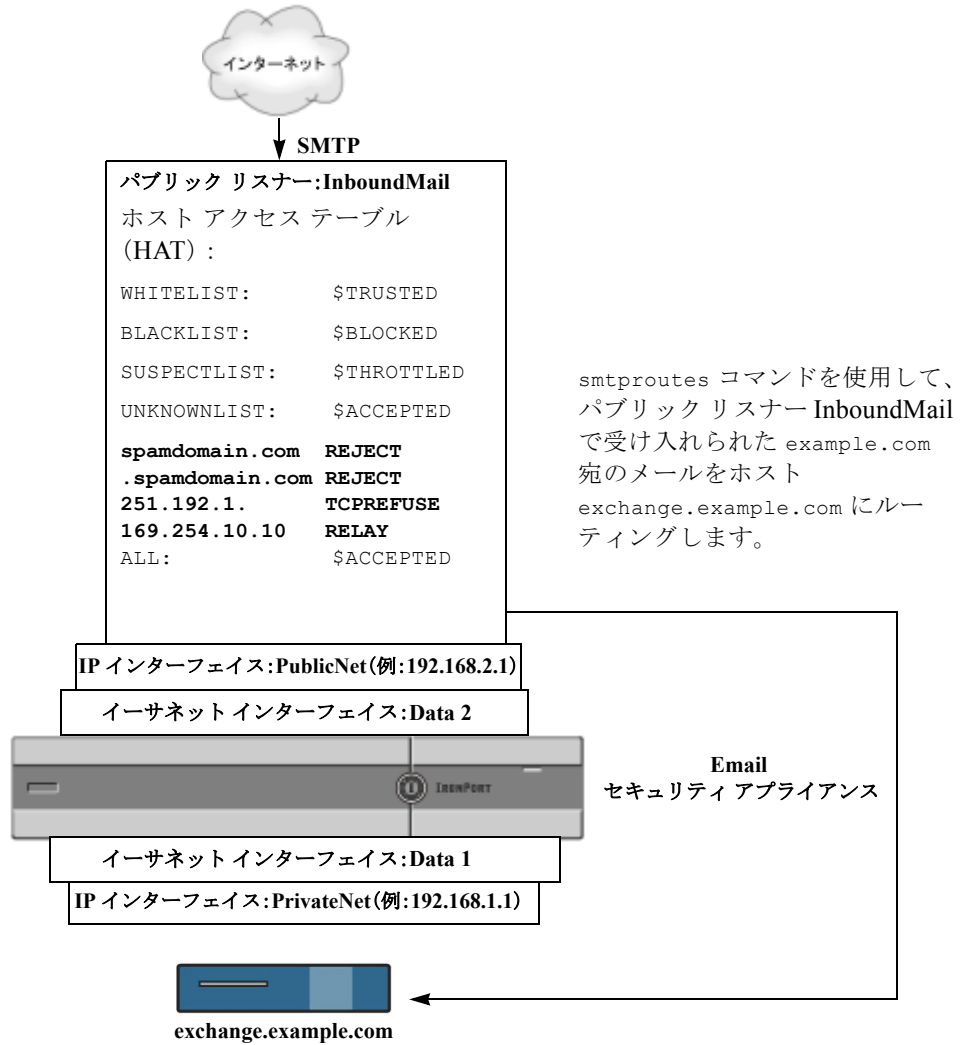 インターネット
SMTP
パブリック リスナー:InboundMail
ホスト アクセス テーブル
(HAT):
WHITELIST: $TRUSTED
BLACKLIST: $BLOCKED
SUSPECTLIST: $THROTTLED
UNKNOWNLIST: $ACCEPTED
spamdomain.com REJECT
.spamdomain.com REJECT
251.192.1. TCPREFUSE
169.254.10.10 RELAY
ALL: $ACCEPTED
smtproutes コマンドを使用して、
パブリック リスナー InboundMail
で受け入れられた example.com
宛のメールをホスト
exchange.example.com にルー
ティングします。
IP インターフェイス:PublicNet(例:192.168.2.1)
イーサネット インターフェイス:Data 2
IRONPORT
Email
セキュリティ アプライアンス
イーサネット インターフェイス:Data 1
IP インターフェイス:PrivateNet(例:192.168.1.1)
exchange.example.com